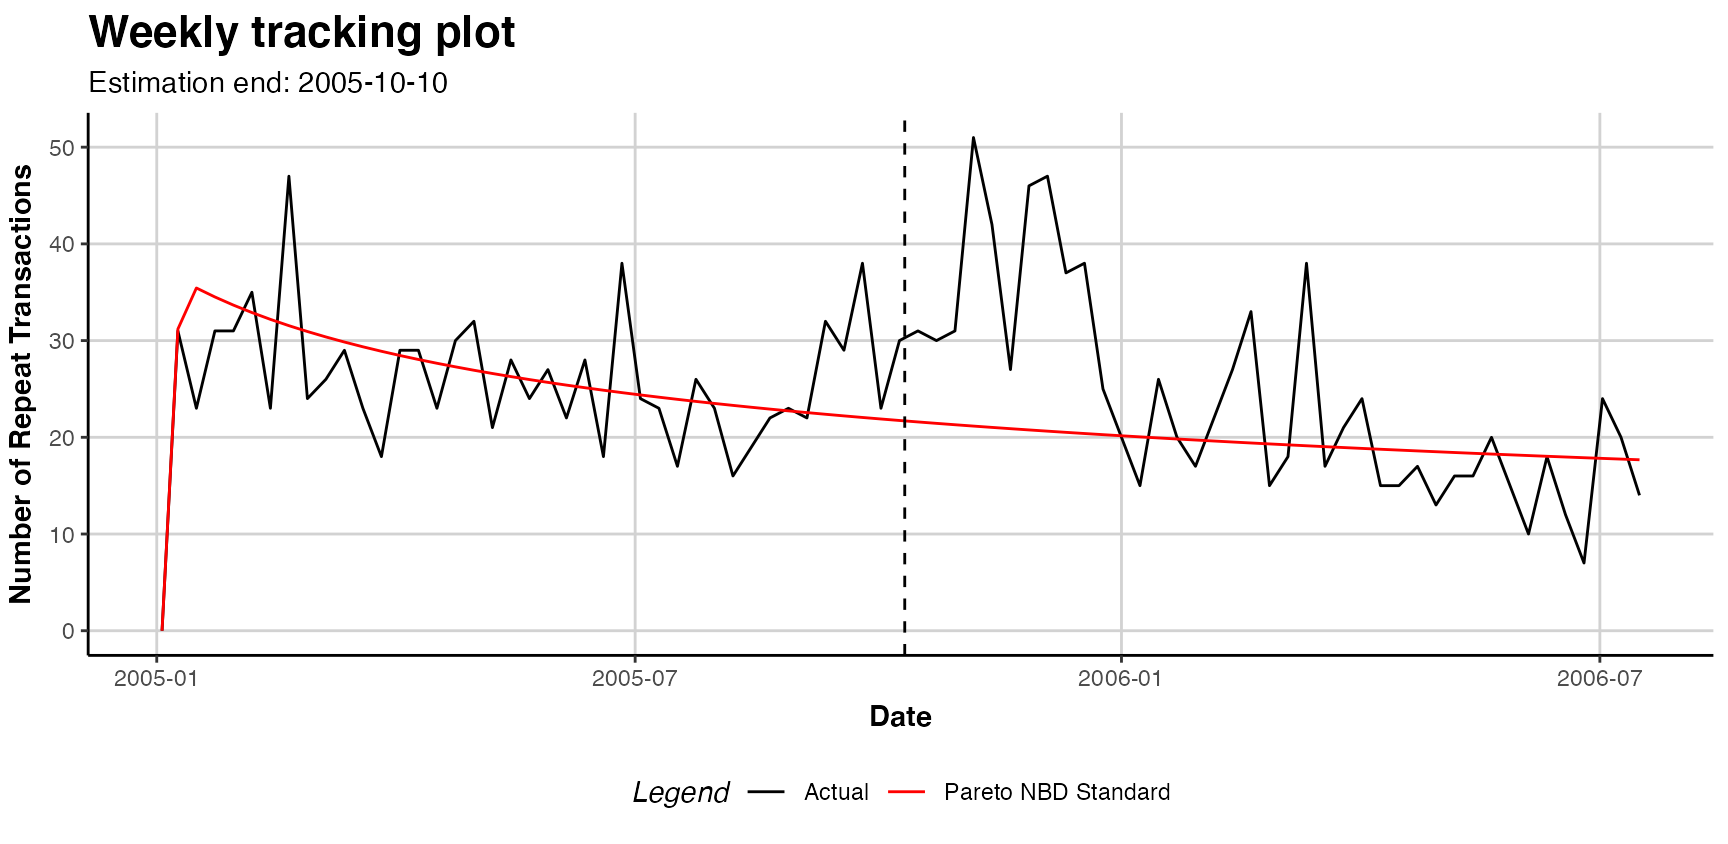 Weekly tracking plot
Estimation end: 2005-10-10
Number of Repeat Transactions
50
40
30
20
10
0
2005-01 2005-07 2006-01 2006-07
Date
Legend Actual Pareto NBD Standard